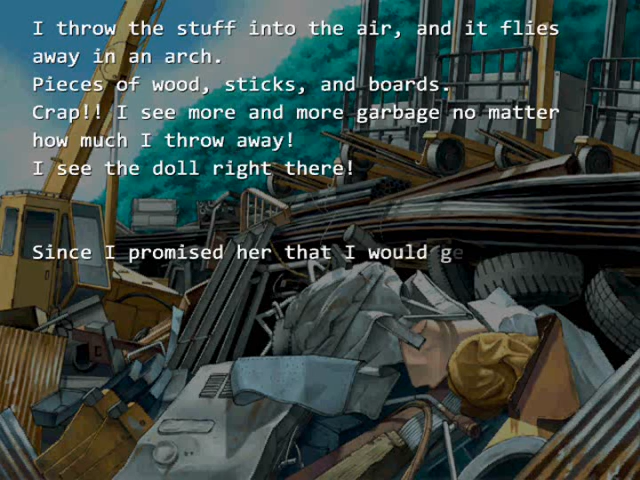 I throw the stuff into the air, and it flies
away in an arch.
Pieces of wood, sticks, and boards.
Crap!! I see more and more garbage no matter
how much I throw away!
I see the doll right there!
Since I promised her that I would ge